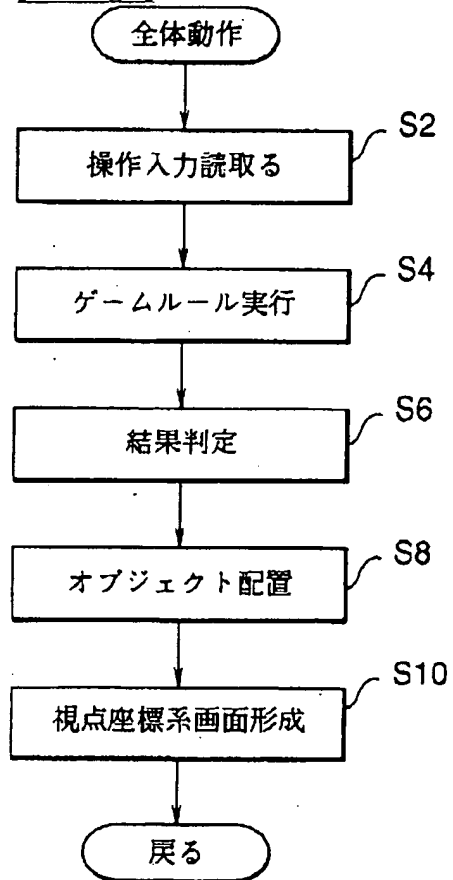 全体動作
S2
操作入力読取る
S4
ゲームルール実行
S6
結果判定
S8
オブジェクト配置
S10
視点座標系画面形成
戻る